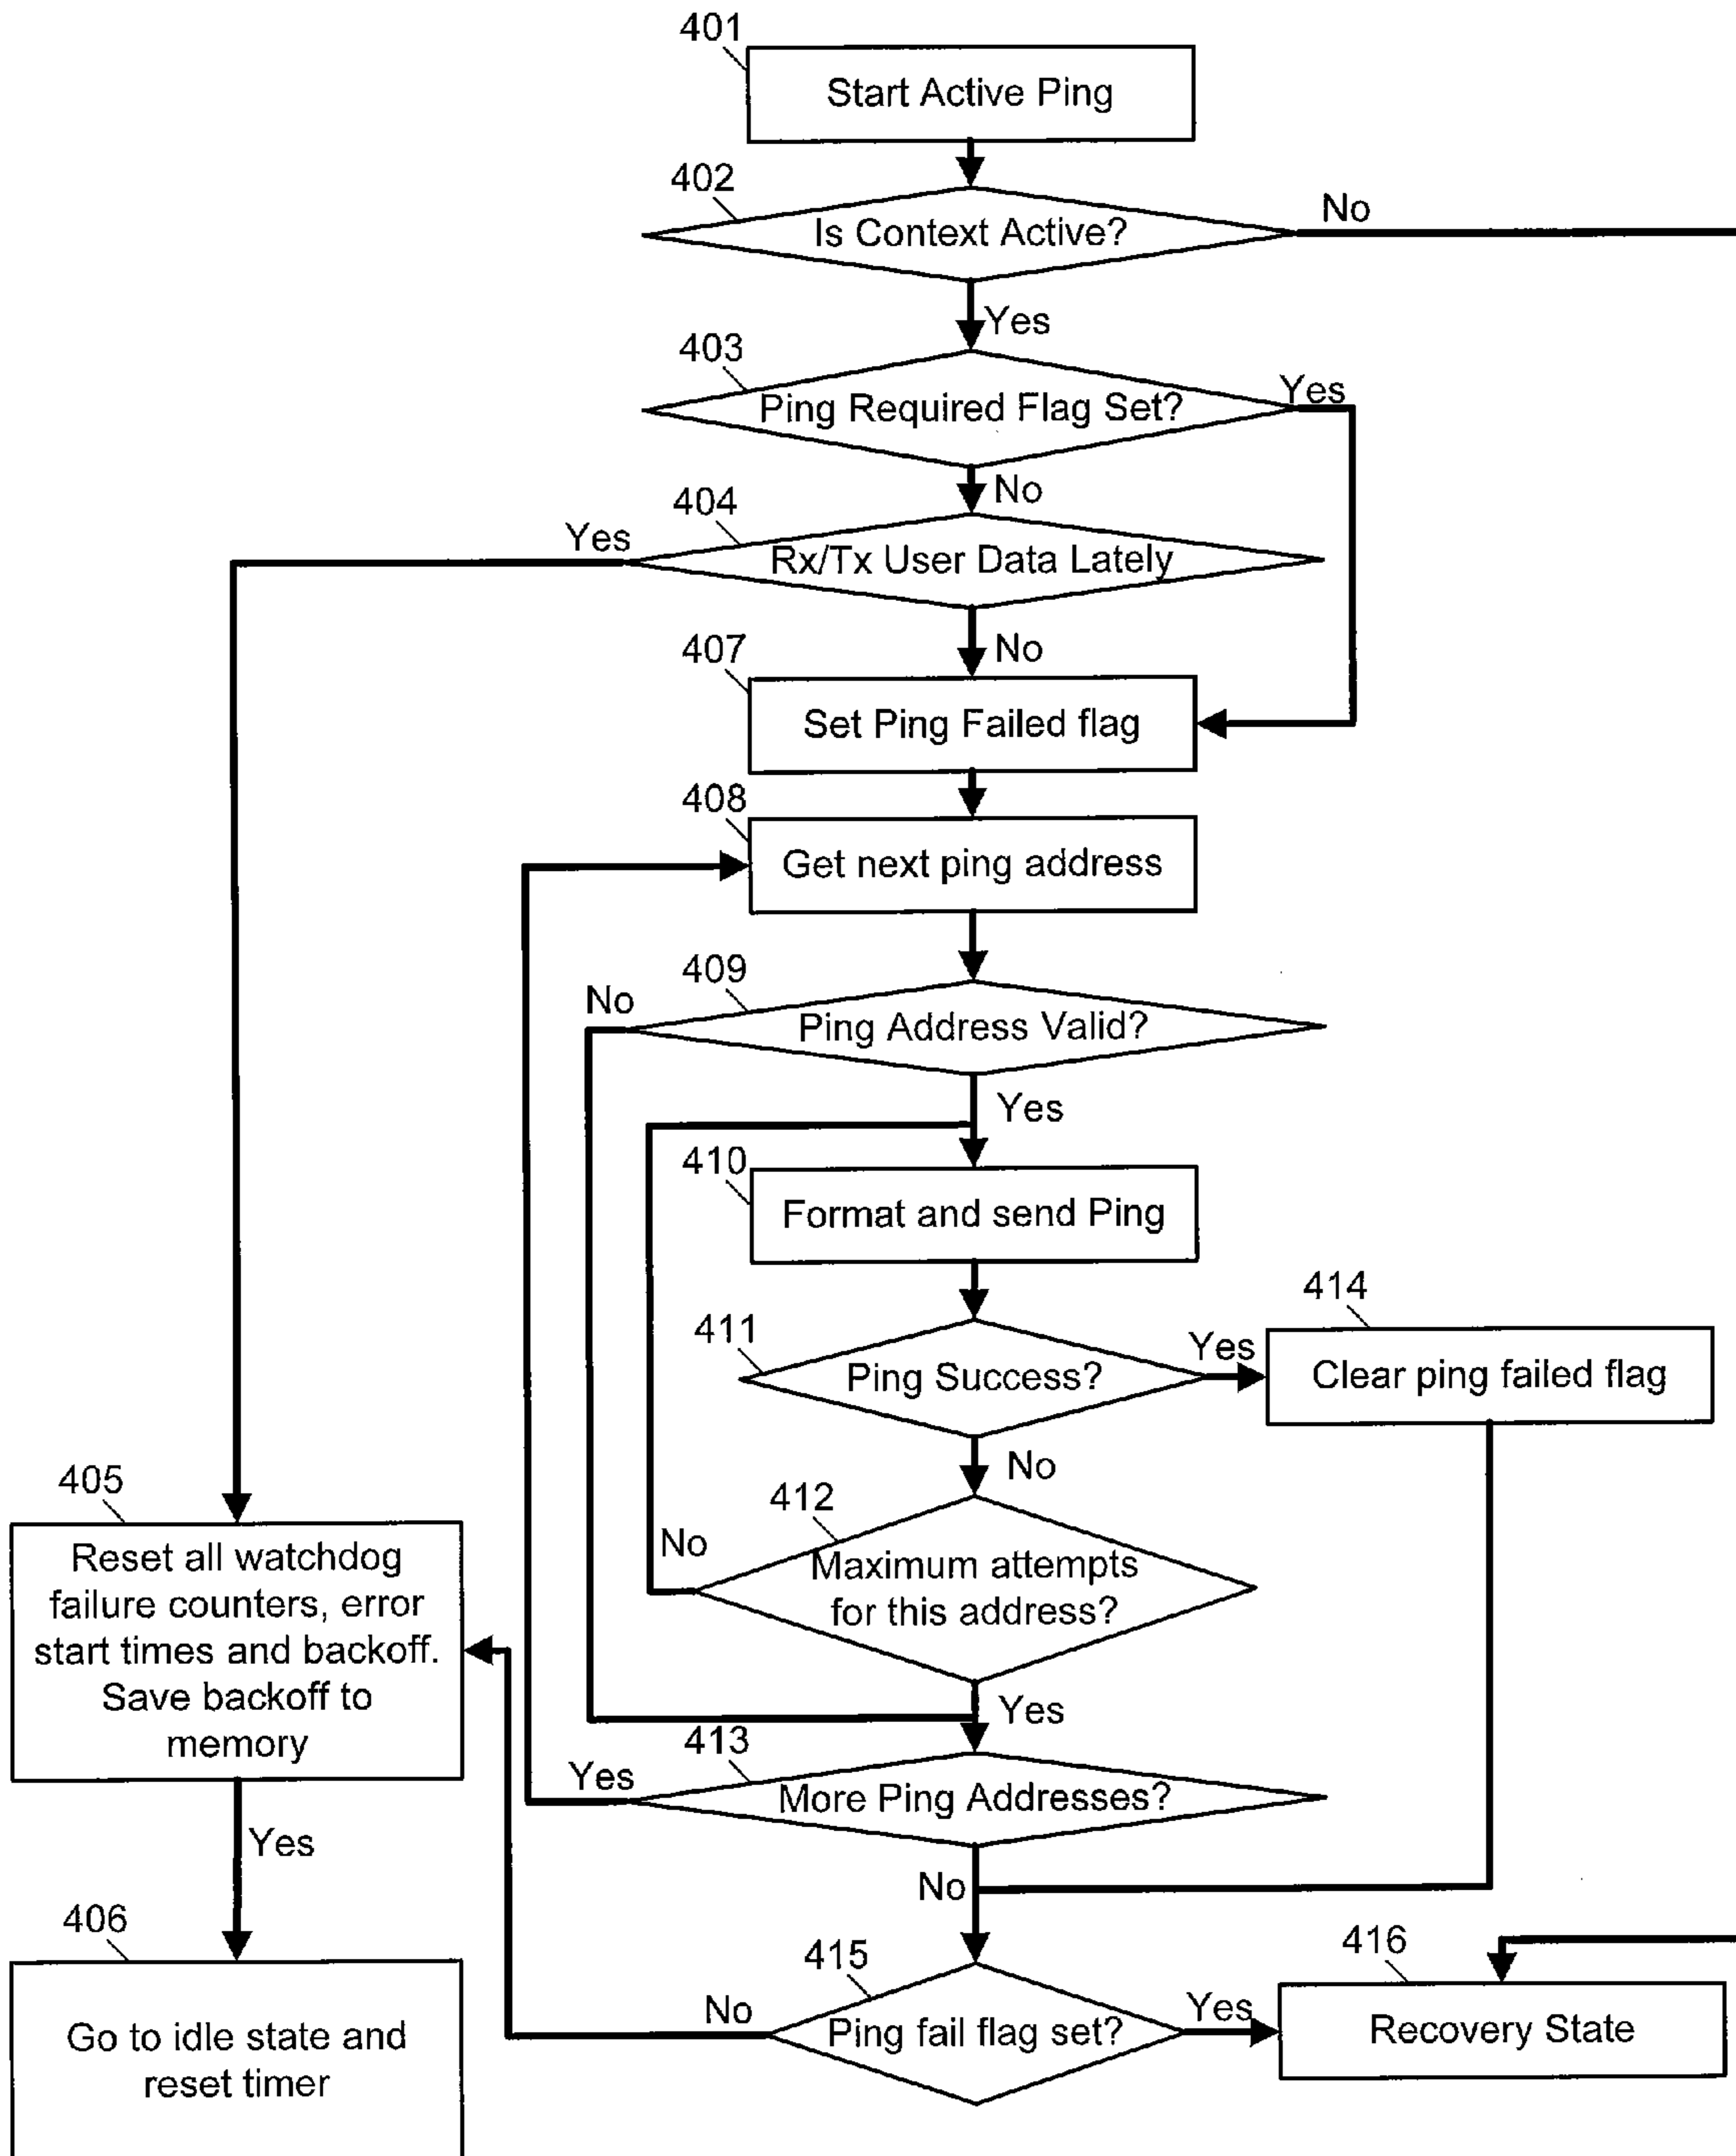 401
Start Active Ping
402
Is Context Active?
No
Yes
403
Ping Required Flag Set?
Yes
No
404
Yes
Rx/Tx User Data Lately
No
407
Set Ping Failed flag
408
Get next ping address
409
No
Ping Address Valid?
Yes
410
Format and send Ping
414
411
Yes
Ping Success?
Clear ping failed flag
No
405
412
No
Reset all watchdog
failure counters, error
start times and backoff.
Save backoff to
memory
Maximum attempts
for this address?
Yes
413
Yes
More Ping Addresses?
Yes
No
406
415
416
No
Yes
Go to idle state and
reset timer
Ping fail flag set?
Recovery State